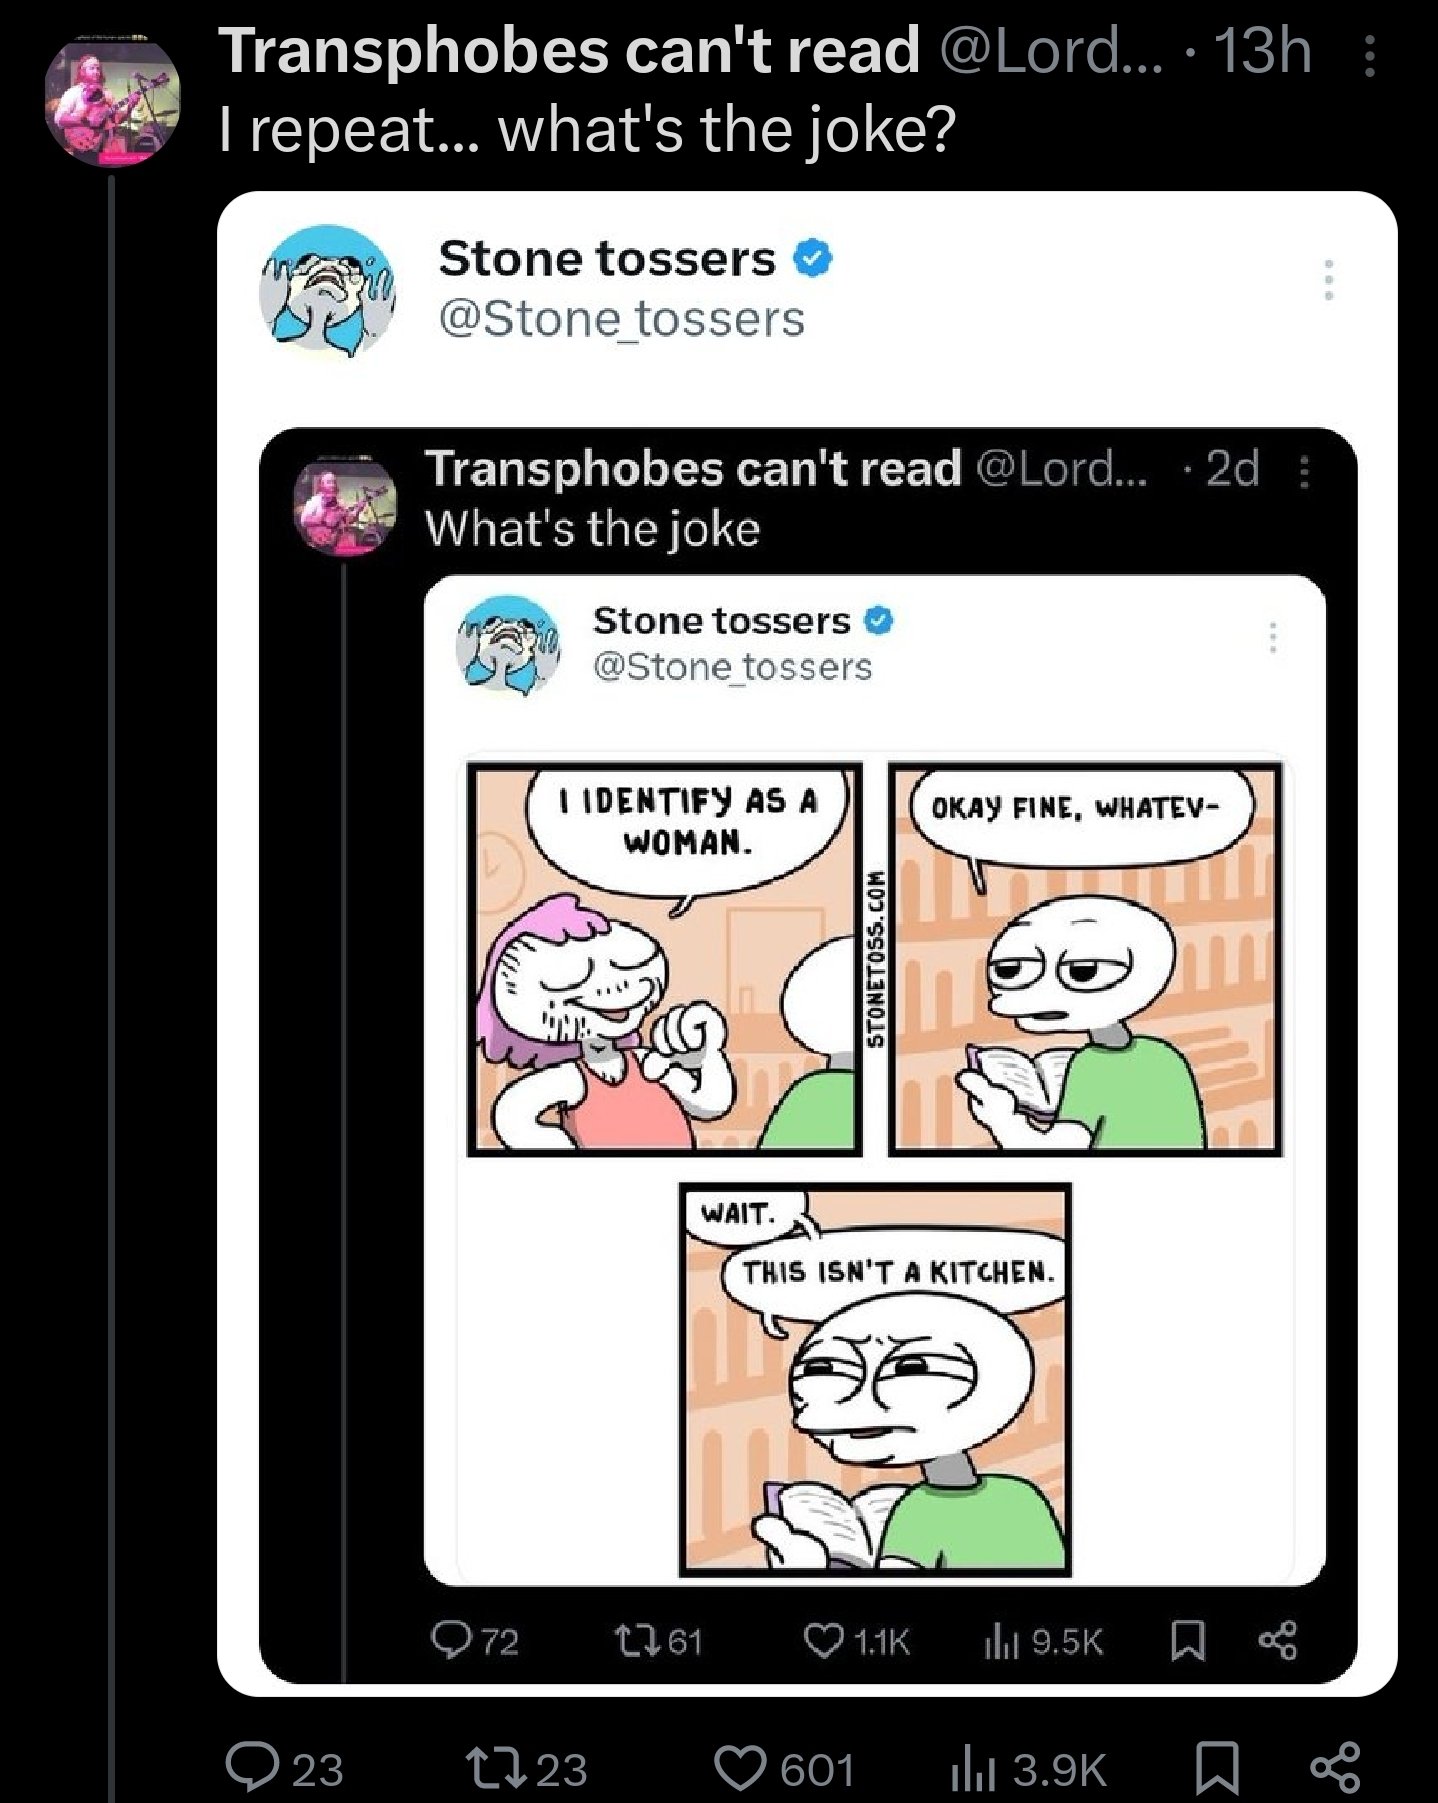 Transphobes can't read @Lord... · 13h
I repeat... what's the joke?
Stone tossers
@Stone_tossers
Transphobes can't read @Lord... · 2d
What's the joke
Stone tossers
@Stone_tossers
I IDENTIFY AS A
WOMAN.
STONETOSS.COM
OKAY FINE, WHATEV-
WAIT.
THIS ISN'T A KITCHEN.
72 61 1.1K 9.5K
23 23 601 3.9K